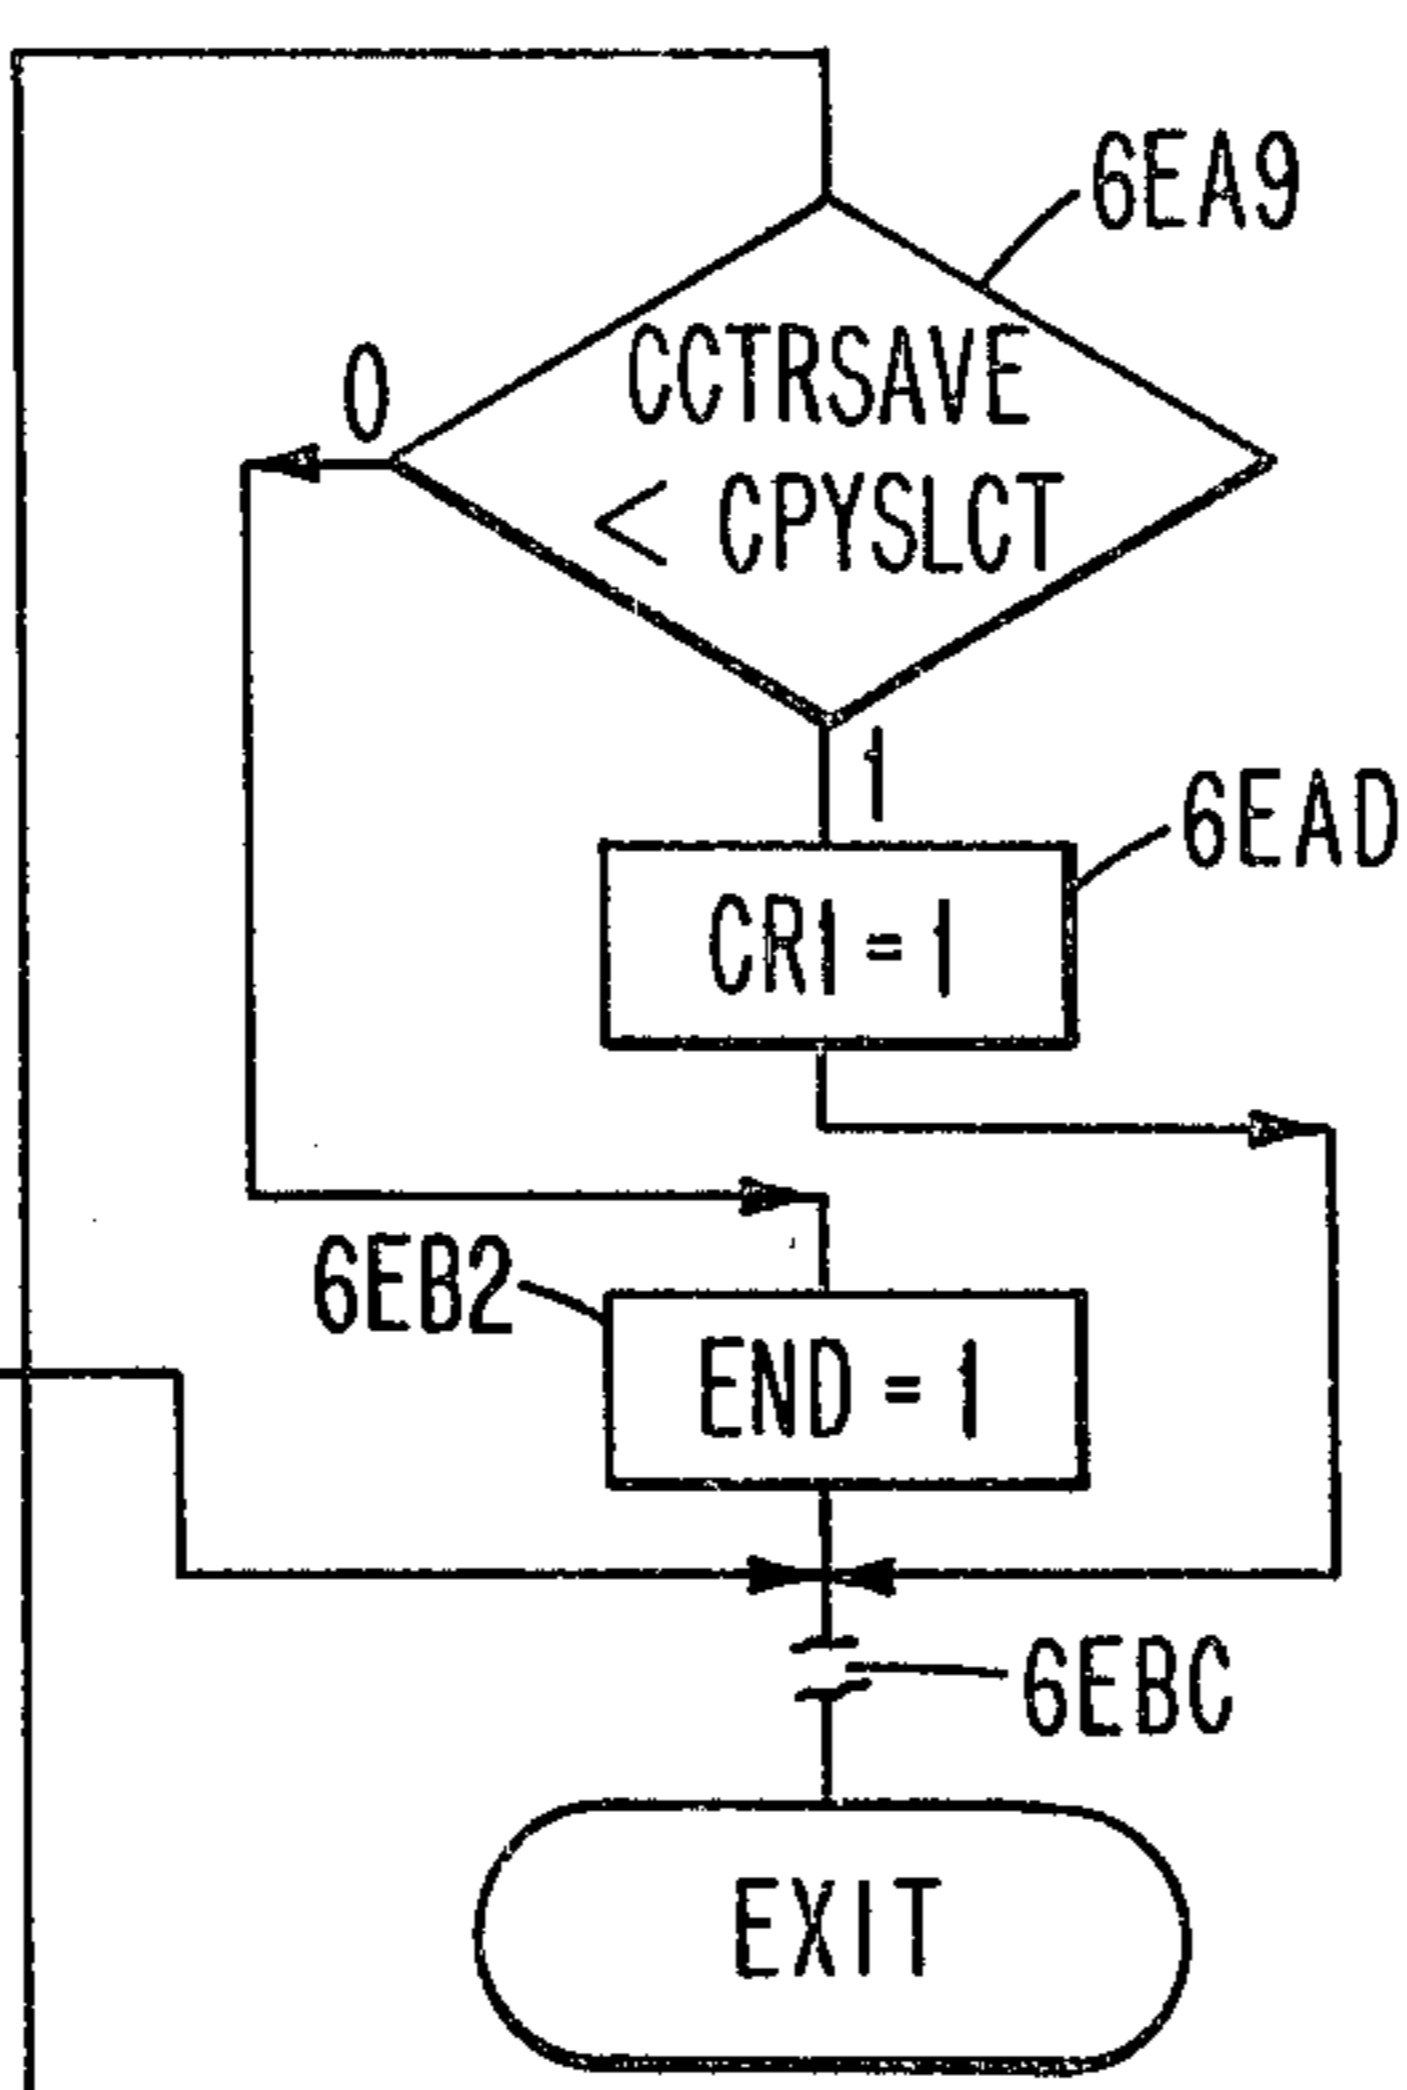 6EA9
0
CCTRSAVE
< CPYSLCT
1
6EAD
CR1 = 1
6EB2
END = 1
6EBC
EXIT